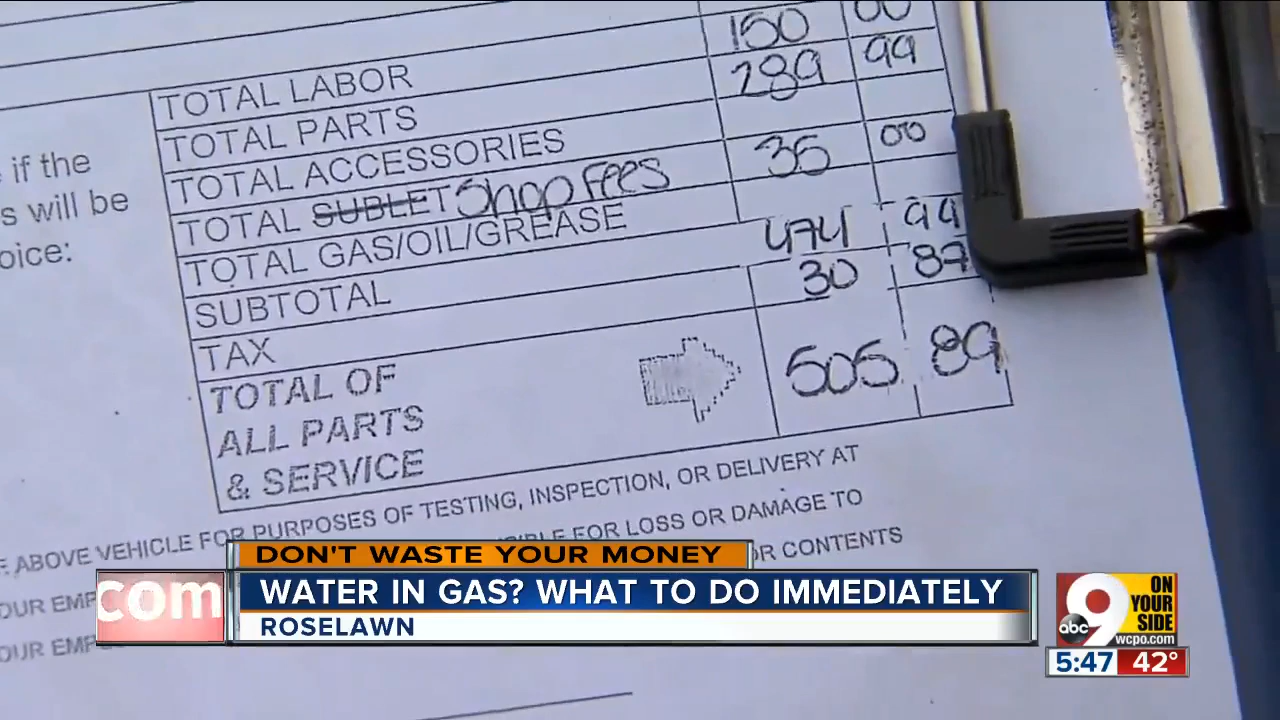 150 00
TOTAL LABOR 289 99
TOTAL PARTS
e if the TOTAL ACCESSORIES 35 00
s will be TOTAL SUBLET Shop Fees
oice: TOTAL GAS/OIL/GREASE 474 99
SUBTOTAL 30 87
TAX
TOTAL OF 505 89
ALL PARTS
& SERVICE
ABOVE VEHICLE FOR PURPOSES OF TESTING, INSPECTION, OR DELIVERY AT
FOR LOSS OR DAMAGE TO
OR CONTENTS
OUR EMP
OUR EMP
DON'T WASTE YOUR MONEY
com WATER IN GAS? WHAT TO DO IMMEDIATELY
ROSELAWN
9 abc
ON
YOUR
SIDE
wcpo.com
5:47 42°